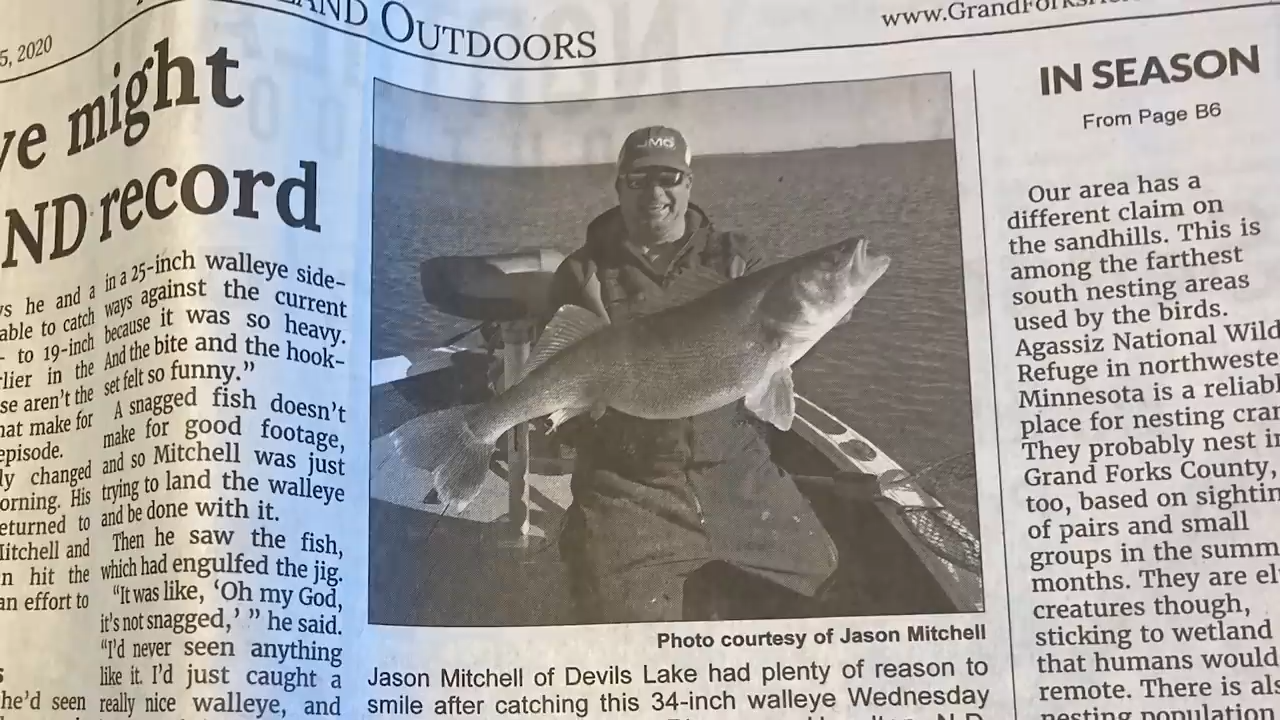 5, 2020
AND OUTDOORS
www.GrandForks
ve might
ND record
ys he and a
able to catch
- to 19-inch
rlier in the
se aren't the
hat make for
episode.
ly changed
orning. His
eturned to
Mitchell and
n hit the
an effort to
s
he'd seen
in a 25-inch walleye side-
ways against the current
because it was so heavy.
And the bite and the hook-
set felt so funny.”
A snagged fish doesn't
make for good footage,
and so Mitchell was just
trying to land the walleye
and be done with it.
Then he saw the fish,
which had engulfed the jig.
“It was like, ‘Oh my God,
it's not snagged,’ ” he said.
“I'd never seen anything
like it. I'd just caught a
really nice walleye, and
JMO
Photo courtesy of Jason Mitchell
Jason Mitchell of Devils Lake had plenty of reason to
smile after catching this 34-inch walleye Wednesday
N.D.
IN SEASON
From Page B6
Our area has a
different claim on
the sandhills. This is
among the farthest
south nesting areas
used by the birds.
Agassiz National Wild
Refuge in northweste
Minnesota is a reliabl
place for nesting cran
They probably nest in
Grand Forks County,
too, based on sightin
of pairs and small
groups in the summ
months. They are el
creatures though,
sticking to wetland
that humans would
remote. There is als
nesting population